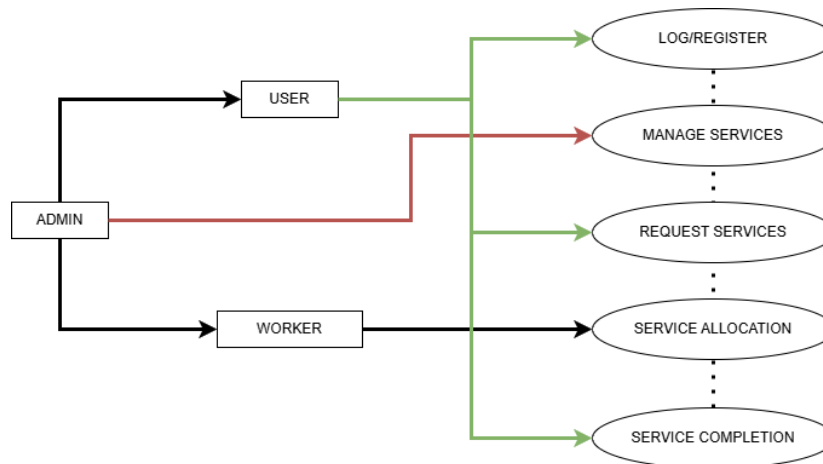 LOG/REGISTER
USER
MANAGE SERVICES
ADMIN
REQUEST SERVICES
WORKER
SERVICE ALLOCATION
SERVICE COMPLETION